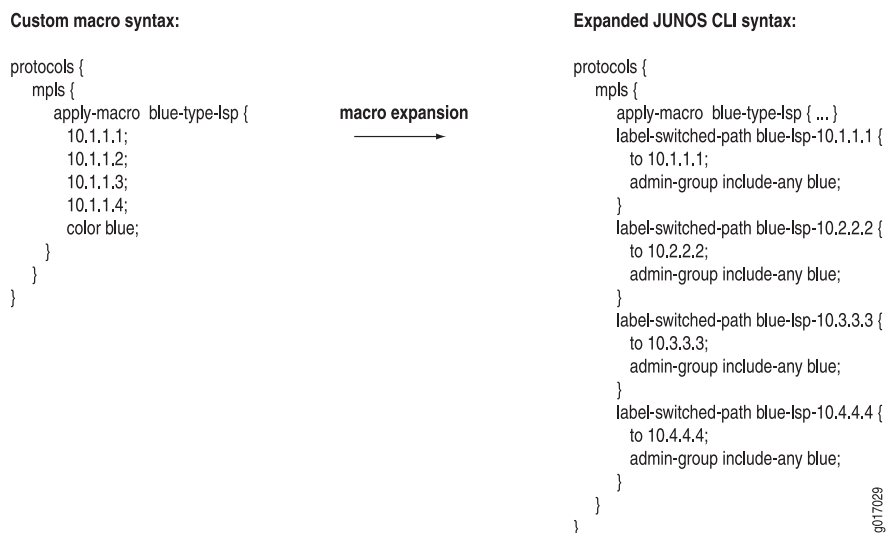 Custom macro syntax:
protocols {
mpls {
apply-macro blue-type-lsp {
10.1.1.1;
10.1.1.2;
10.1.1.3;
10.1.1.4;
color blue;
}
}
}
macro expansion
Expanded JUNOS CLI syntax:
protocols {
mpls {
apply-macro blue-type-lsp { ... }
label-switched-path blue-lsp-10.1.1.1 {
to 10.1.1.1;
admin-group include-any blue;
}
label-switched-path blue-lsp-10.2.2.2 {
to 10.2.2.2;
admin-group include-any blue;
}
label-switched-path blue-lsp-10.3.3.3 {
to 10.3.3.3;
admin-group include-any blue;
}
label-switched-path blue-lsp-10.4.4.4 {
to 10.4.4.4;
admin-group include-any blue;
}
}
}
g017029